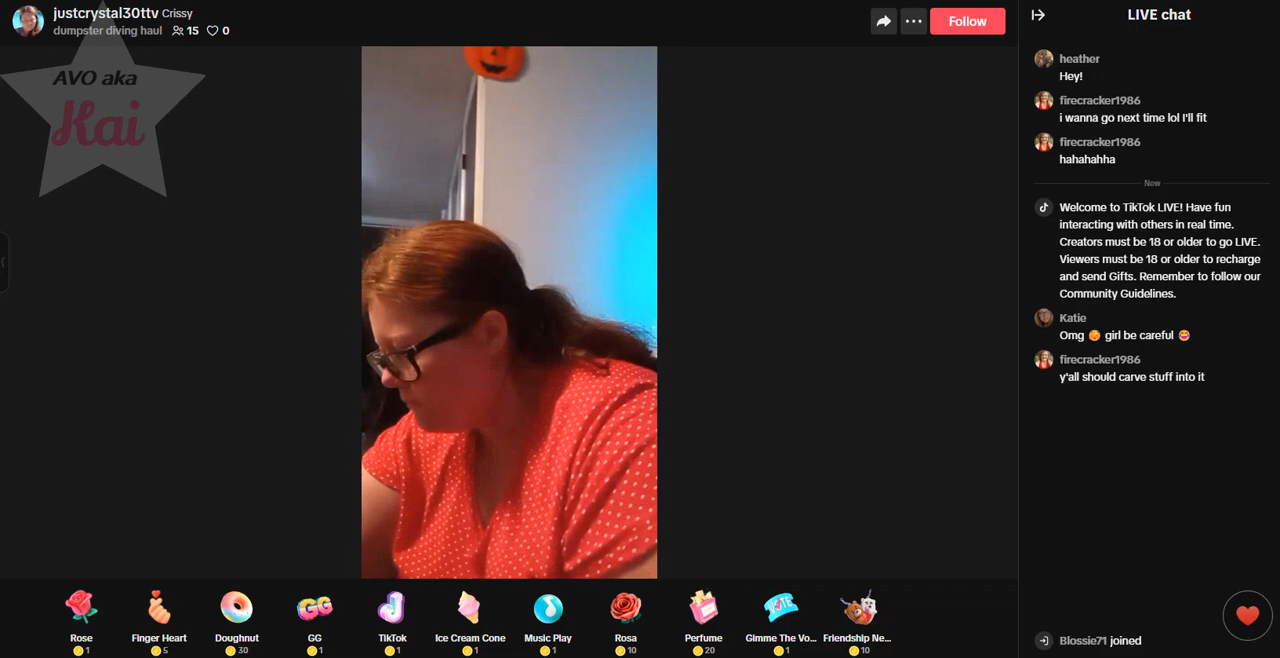 justcrystal30ttv Crissy
dumpster diving haul 15 0
Follow
AVO aka
Kai
LIVE chat
heather
Hey!
firecracker1986
i wanna go next time lol I'll fit
firecracker1986
hahahahha
New
Welcome to TikTok LIVE! Have fun
interacting with others in real time.
Creators must be 18 or older to go LIVE.
Viewers must be 18 or older to recharge
and send Gifts. Remember to follow our
Community Guidelines.
Katie
Omg 🤭 girl be careful 😂
firecracker1986
y'all should carve stuff into it
Blossie71 joined
GG
VOTE
Rose Finger Heart Doughnut GG TikTok Ice Cream Cone Music Play Rosa Perfume Gimme The Vo... Friendship Ne...
1 5 30 1 1 1 1 10 20 1 10